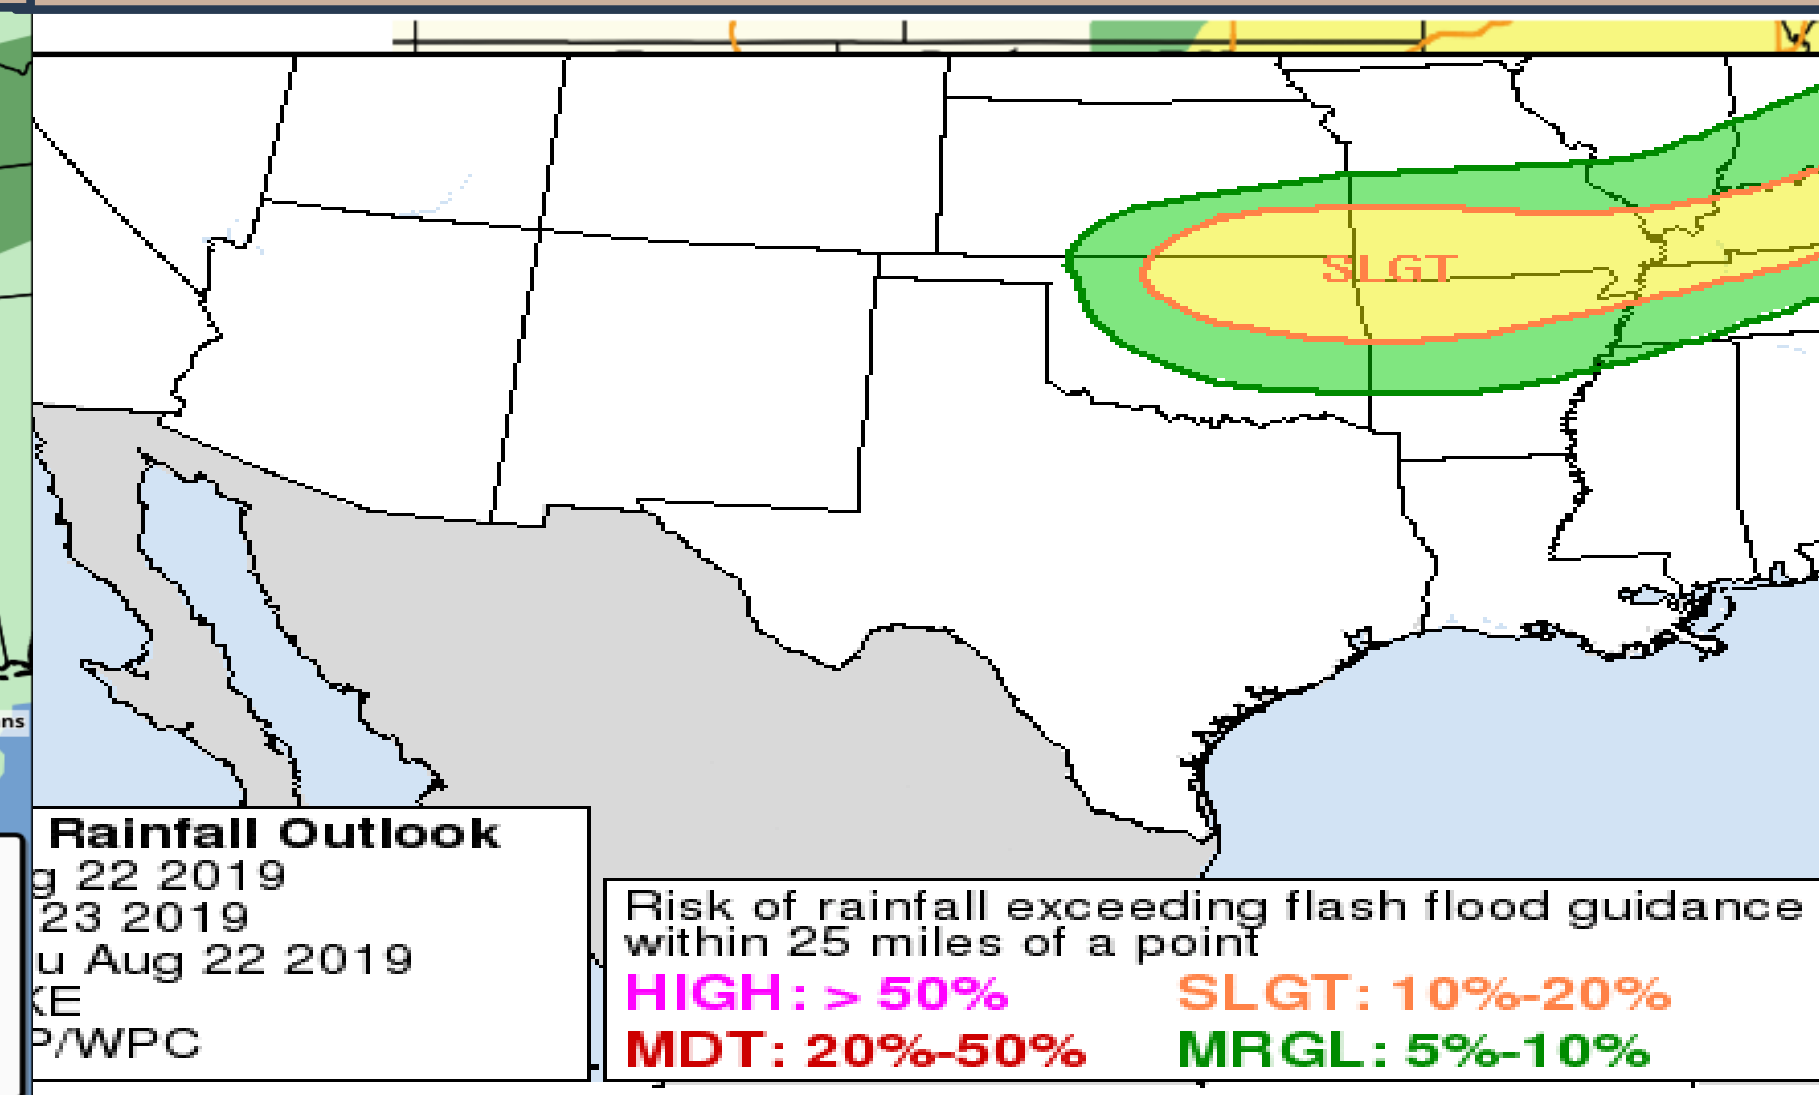 SLGT
ns
Rainfall Outlook
g 22 2019
23 2019
u Aug 22 2019
KE
P/WPC
Risk of rainfall exceeding flash flood guidance
within 25 miles of a point
HIGH: > 50%
SLGT: 10%-20%
MDT: 20%-50%
MRGL: 5%-10%